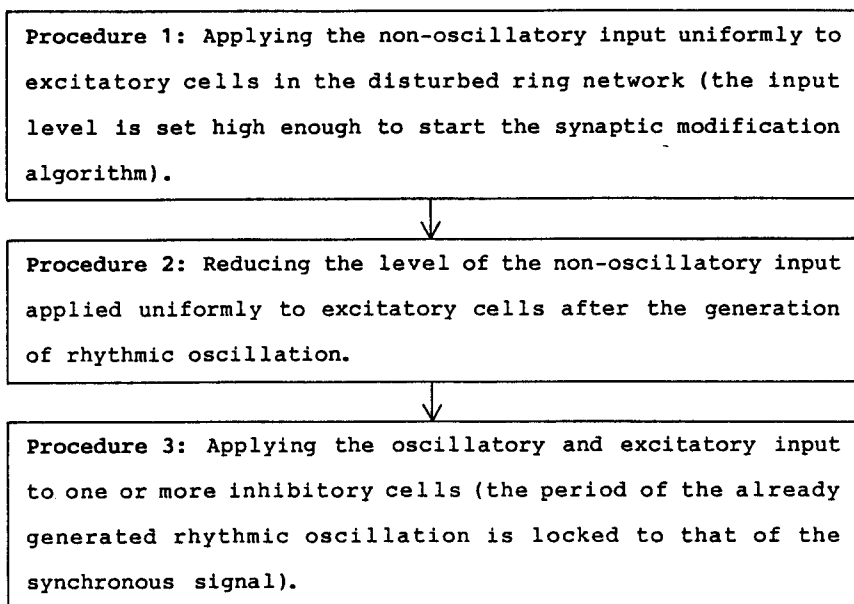 Procedure 1: Applying the non-oscillatory input uniformly to
excitatory cells in the disturbed ring network (the input
level is set high enough to start the synaptic modification
algorithm).
Procedure 2: Reducing the level of the non-oscillatory input
applied uniformly to excitatory cells after the generation
of rhythmic oscillation.
Procedure 3: Applying the oscillatory and excitatory input
to one or more inhibitory cells (the period of the already
generated rhythmic oscillation is locked to that of the
synchronous signal).